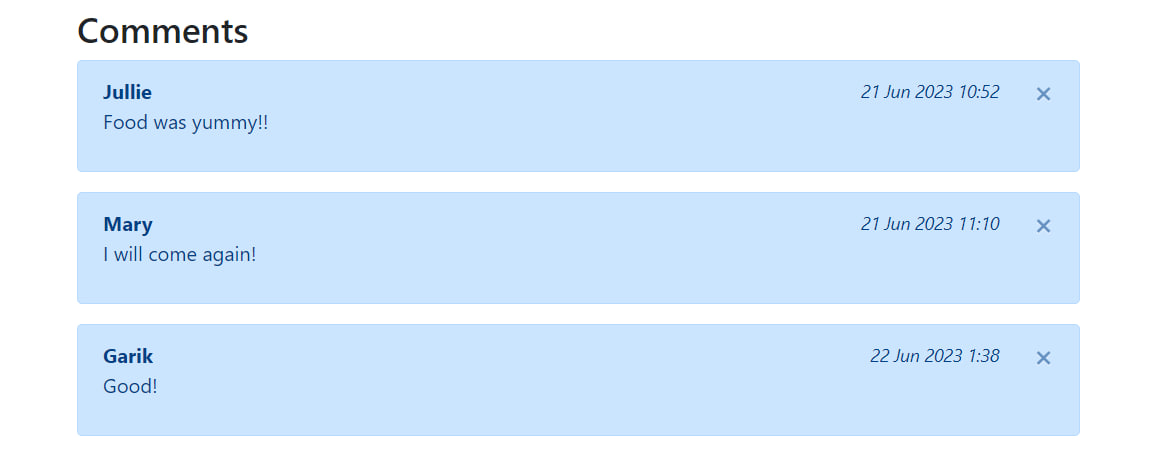 Comments
Jullie 21 Jun 2023 10:52 ×
Food was yummy!!
Mary 21 Jun 2023 11:10 ×
I will come again!
Garik 22 Jun 2023 1:38 ×
Good!